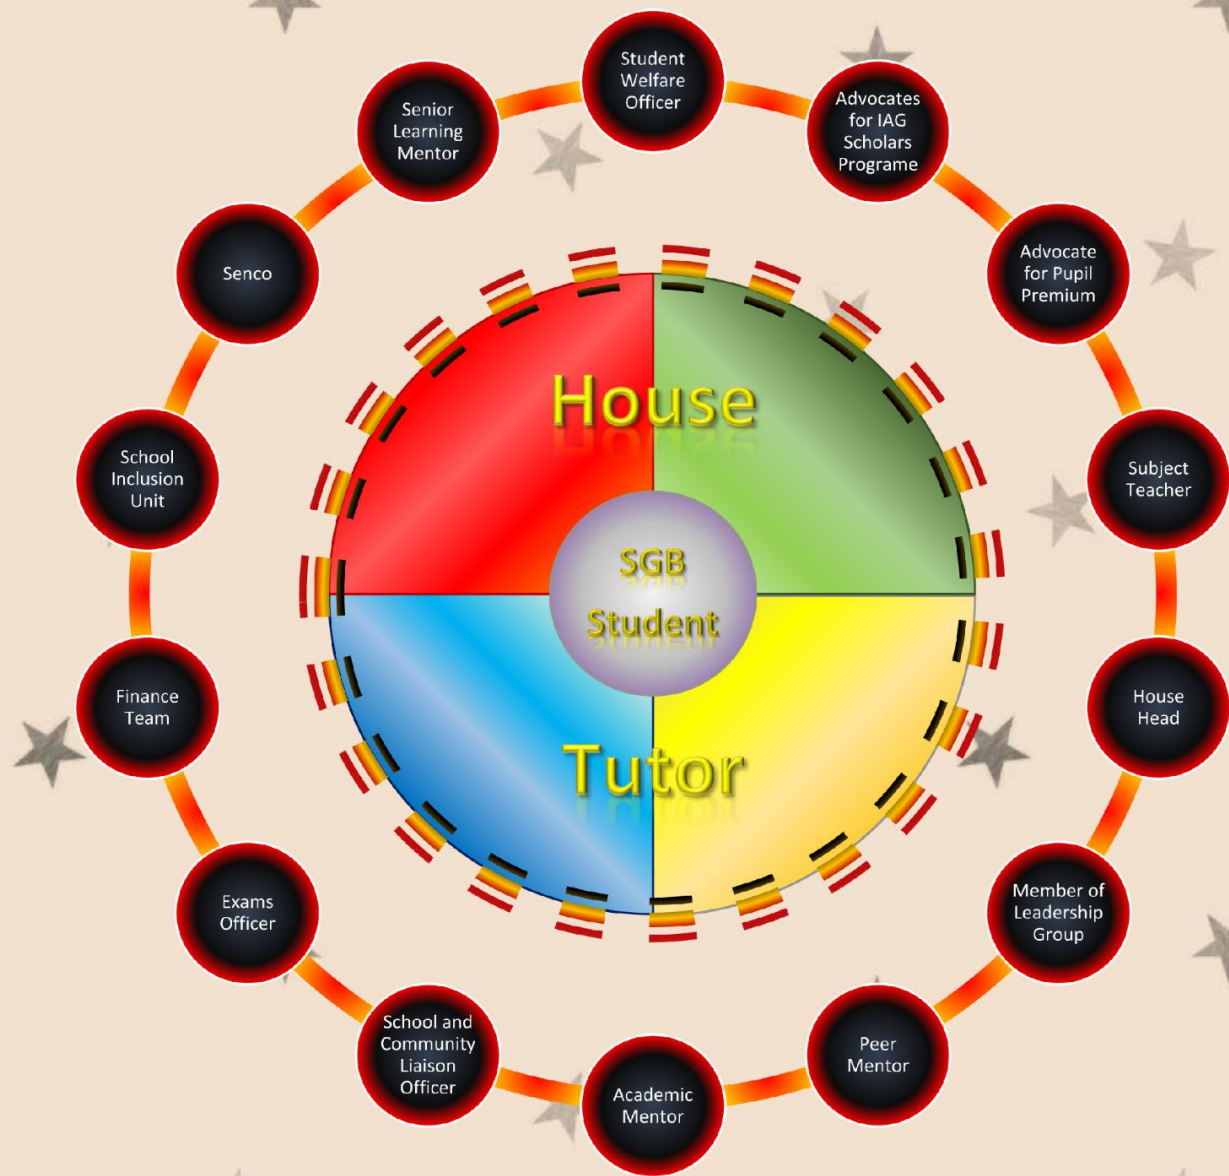 Student
Welfare
Officer
Advocates
for IAG
Scholars
Programe
Advocate
for Pupil
Premium
Subject
Teacher
House
Head
Member of
Leadership
Group
Peer
Mentor
Academic
Mentor
School and
Community
Liaison
Officer
Exams
Officer
Finance
Team
School
Inclusion
Unit
Senco
Senior
Learning
Mentor
House
SGB
Student
Tutor